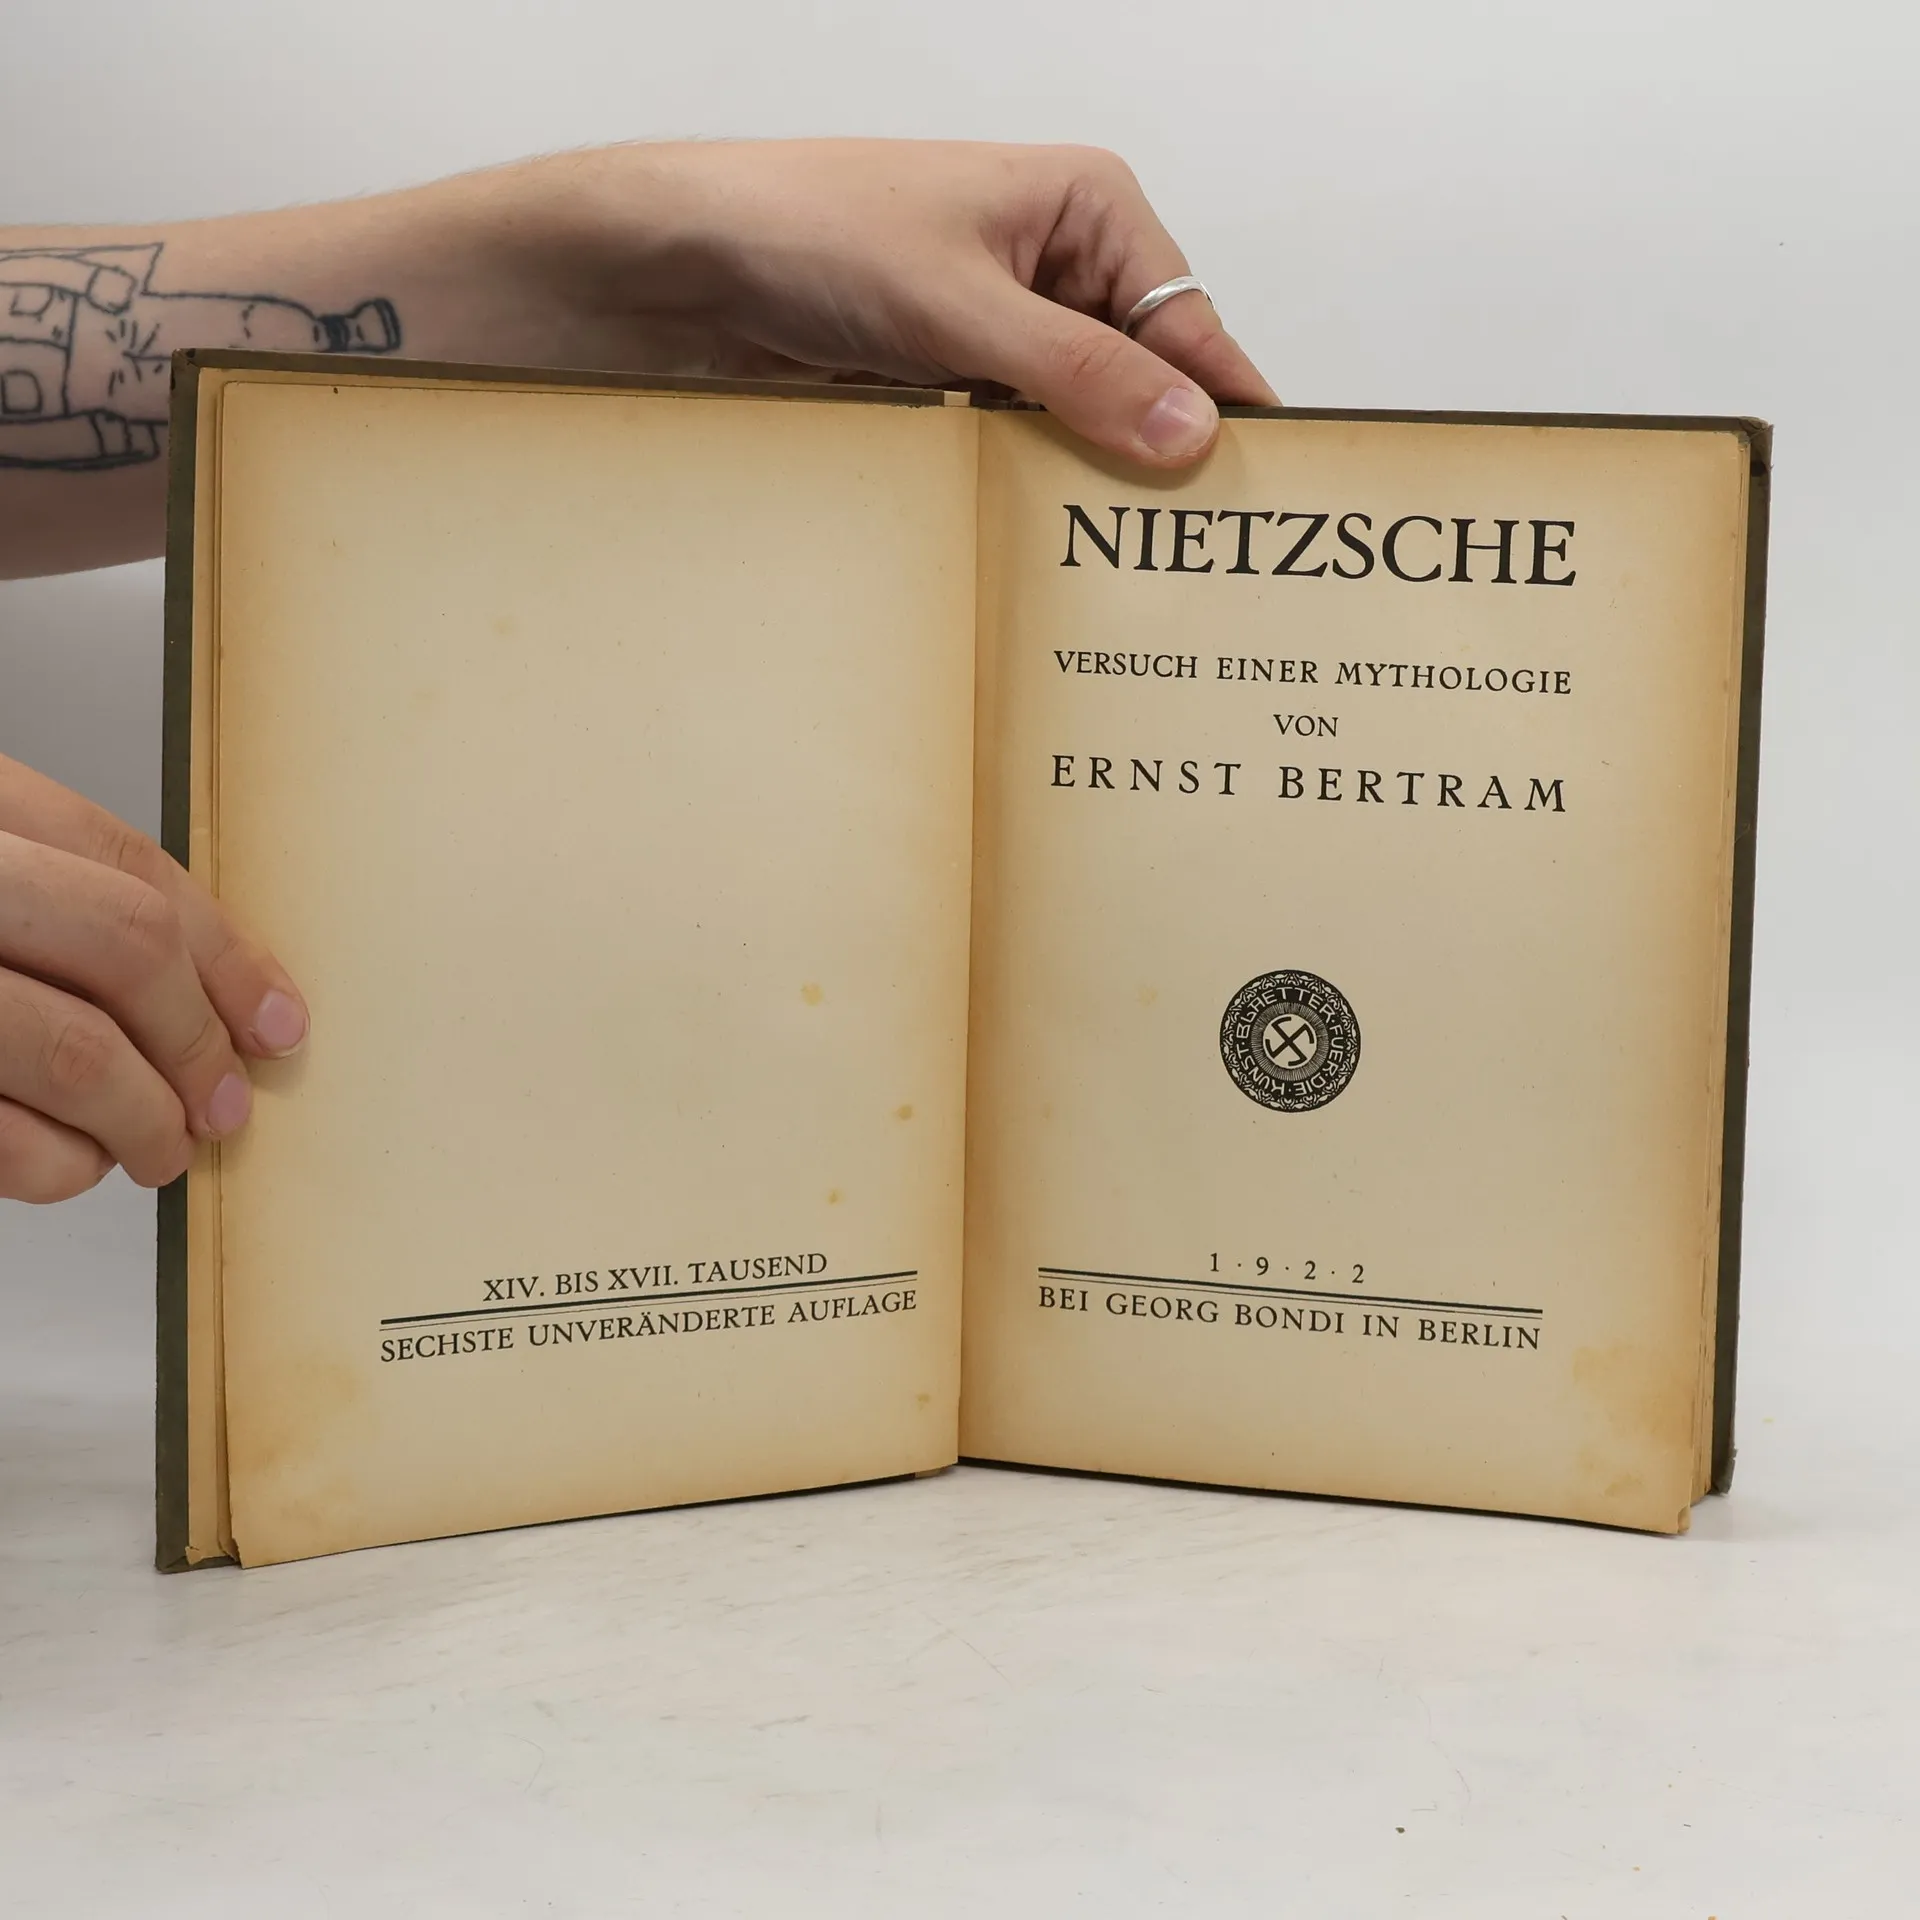 XIV. BIS XVII. TAUSEND
SECHSTE UNVERÄNDERTE AUFLAGE
NIETZSCHE
VERSUCH EINER MYTHOLOGIE
VON
ERNST BERTRAM
BLAETTER·FUER·DIE·KUNST·
1·9·2·2
BEI GEORG BONDI IN BERLIN